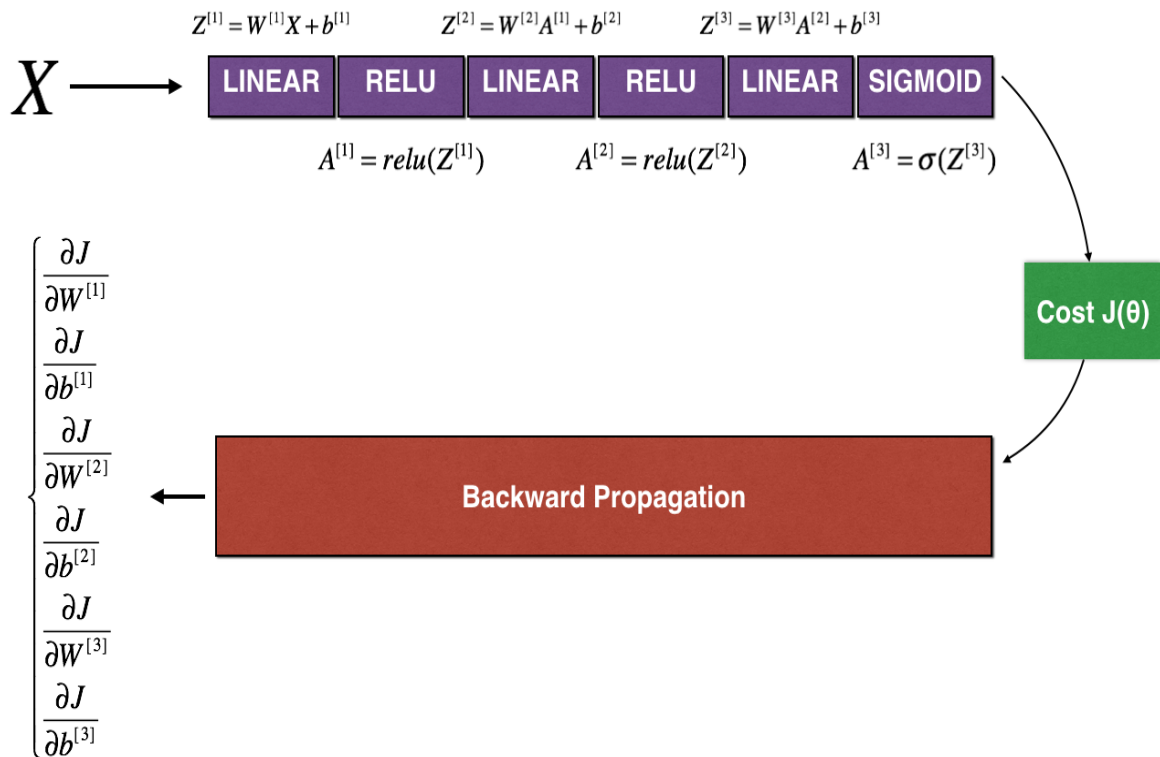 Z^[1] = W^[1]X + b^[1]   Z^[2] = W^[2]A^[1] + b^[2]   Z^[3] = W^[3]A^[2] + b^[3]
X LINEAR RELU LINEAR RELU LINEAR SIGMOID
A^[1] = relu(Z^[1])   A^[2] = relu(Z^[2])   A^[3] = σ(Z^[3])
Cost J(θ)
∂J
∂W^[1]
∂J
∂b^[1]
∂J
∂W^[2]
∂J
∂b^[2]
∂J
∂W^[3]
∂J
∂b^[3]
Backward Propagation